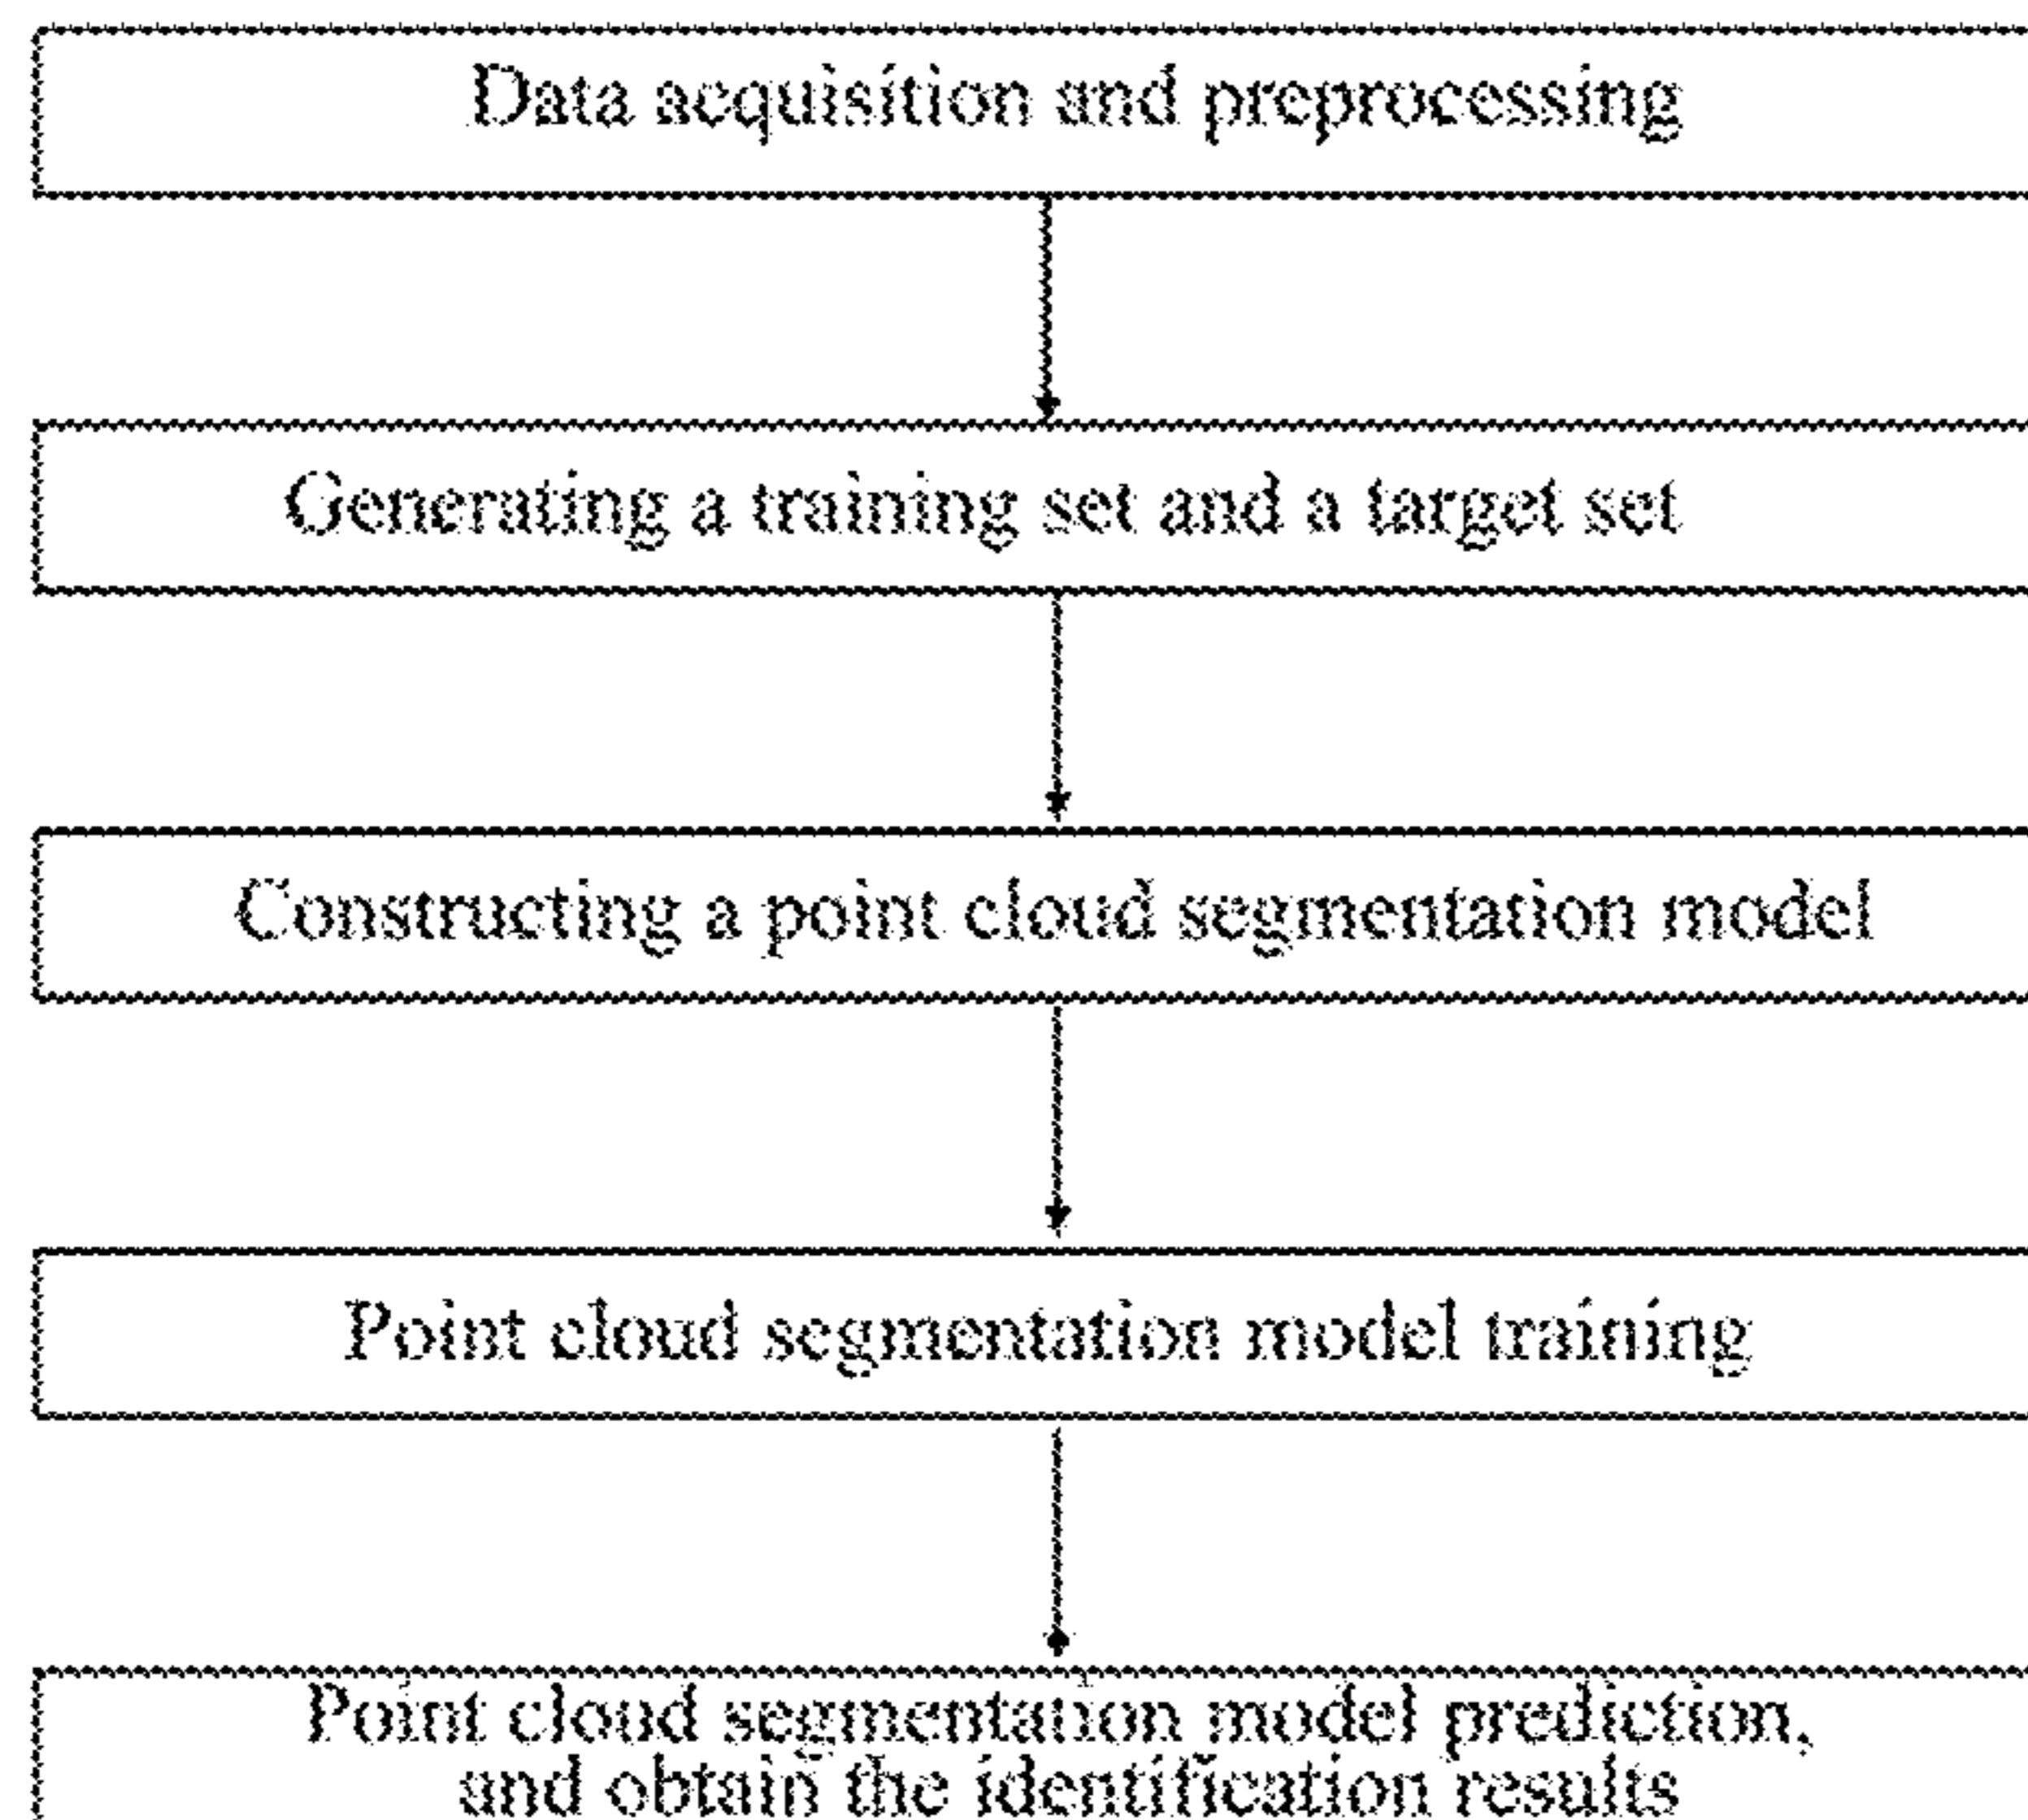 Data acquisition and preprocessing
Generating a training set and a target set
Constructing a point cloud segmentation model
Point cloud segmentation model training
Point cloud segmentation model prediction,
and obtain the identification results